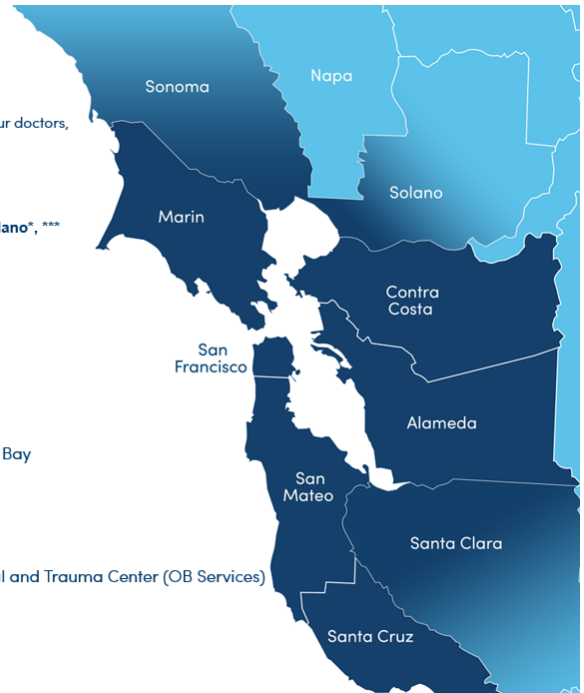 Sonoma
Napa
ur doctors,
Solano
lano*, ***
Marin
Contra
Costa
San
Francisco
Alameda
Bay
San
Mateo
Santa Clara
l and Trauma Center (OB Services)
Santa Cruz